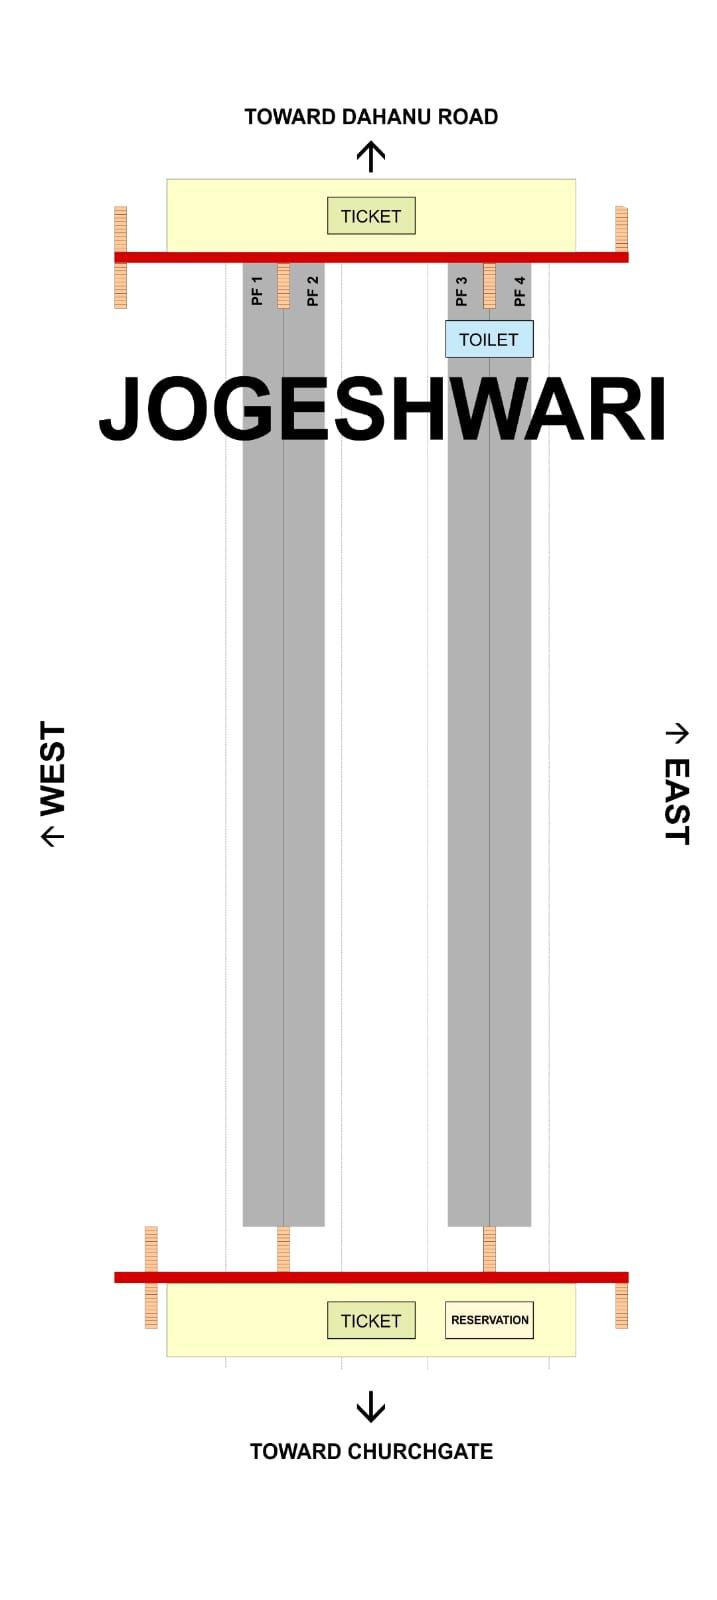 TOWARD DAHANU ROAD
TICKET
PF 1
PF 2
PF 3
PF 4
TOILET
JOGESHWARI
WEST
EAST
TICKET
RESERVATION
TOWARD CHURCHGATE